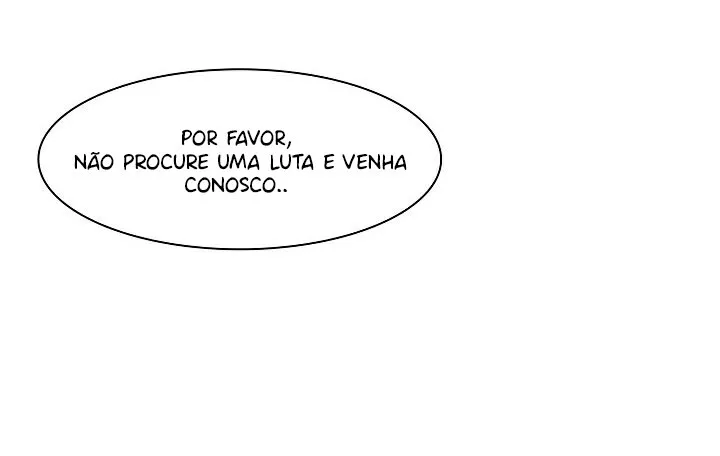 POR FAVOR,
NÃO PROCURE UMA LUTA E VENHA
CONOSCO..